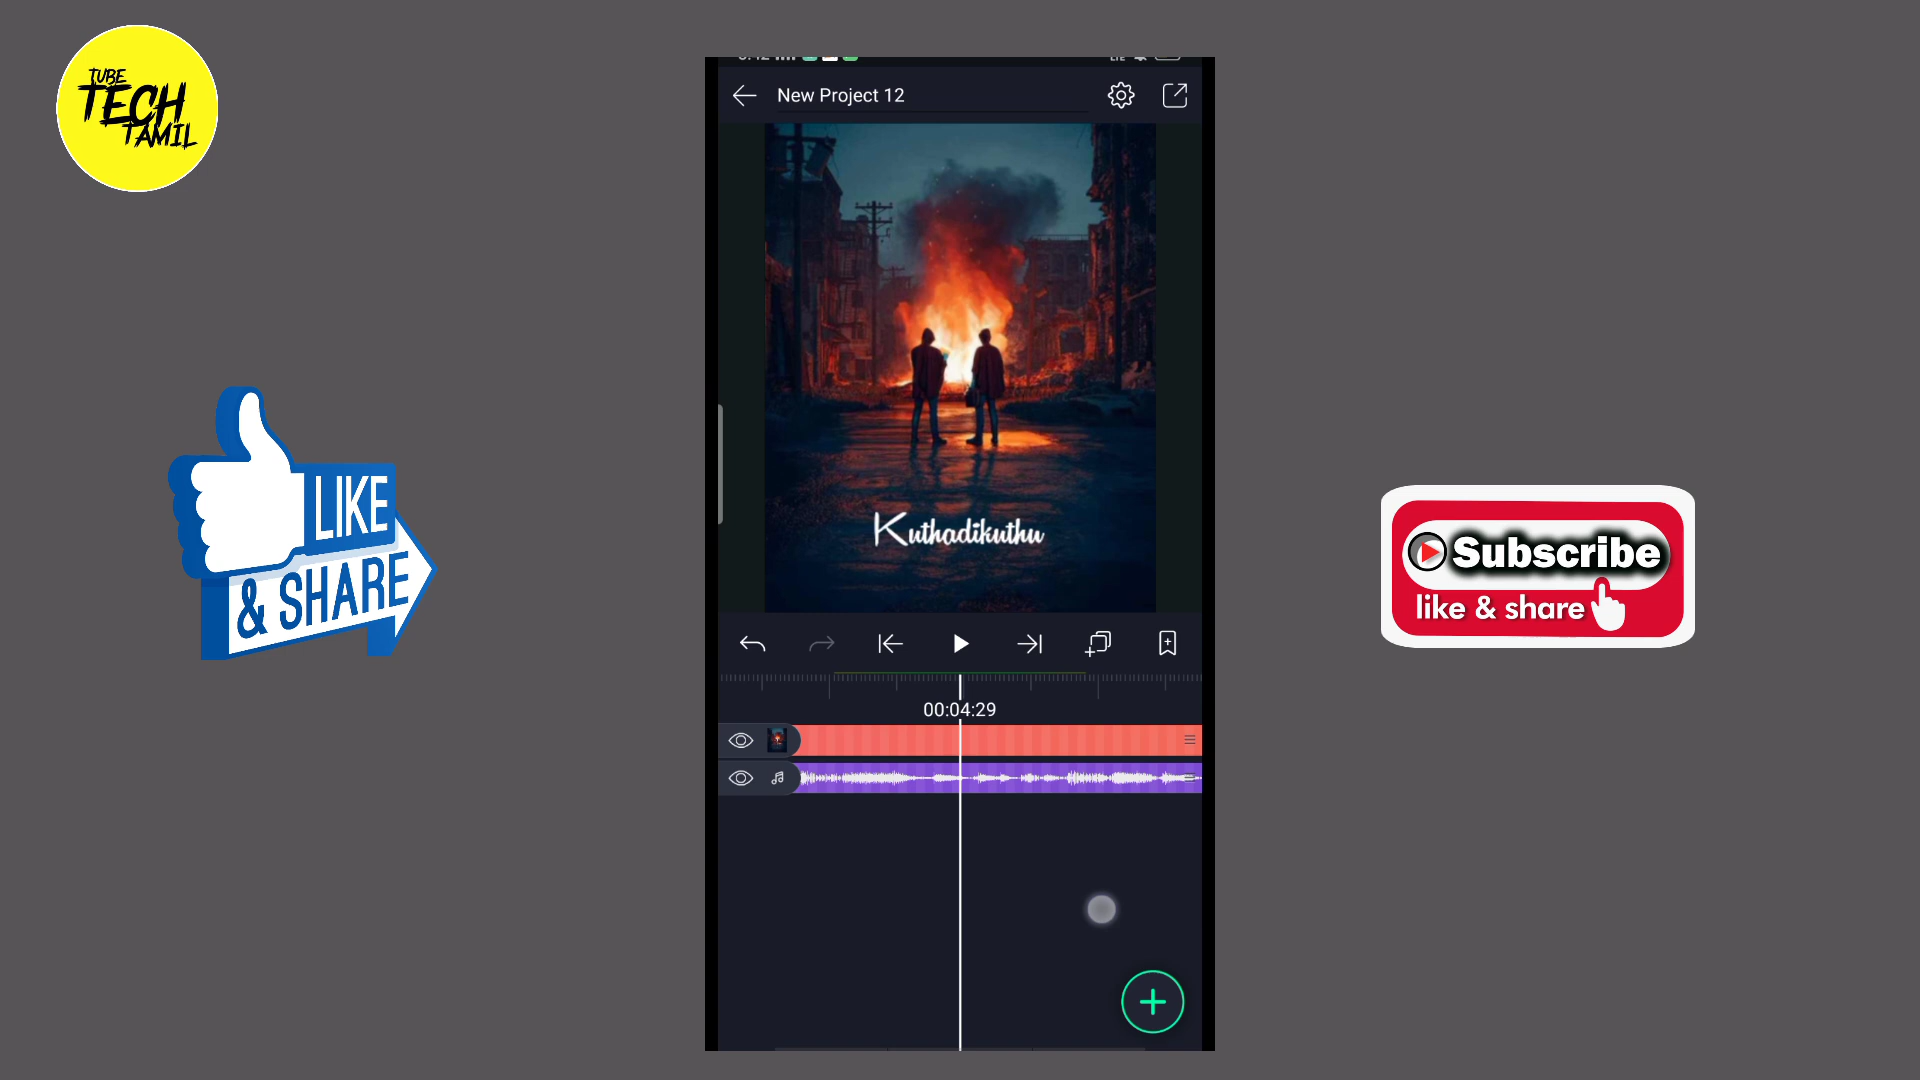 TUBE
TECH
TAMIL
New Project 12
Kuthadikuthu
00:04:29
LIKE
& SHARE
Subscribe
like & share